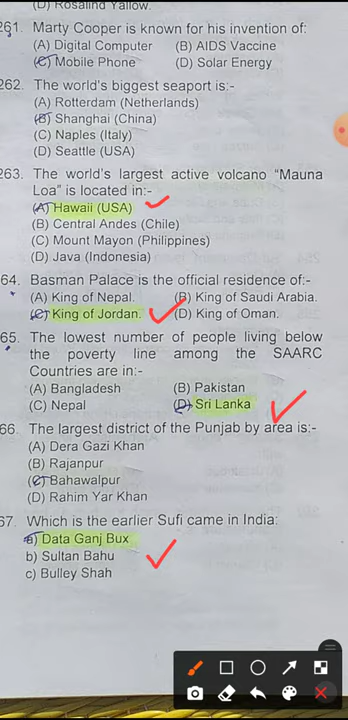 (D) Rosalind Yallow.
261. Marty Cooper is known for his invention of:
(A) Digital Computer (B) AIDS Vaccine
(C) Mobile Phone (D) Solar Energy
262. The world's biggest seaport is:-
(A) Rotterdam (Netherlands)
(B) Shanghai (China)
(C) Naples (Italy)
(D) Seattle (USA)
263. The world's largest active volcano "Mauna
Loa" is located in:-
(A) Hawaii (USA)
(B) Central Andes (Chile)
(C) Mount Mayon (Philippines)
(D) Java (Indonesia)
64. Basman Palace is the official residence of:-
(A) King of Nepal. (B) King of Saudi Arabia.
(C) King of Jordan. (D) King of Oman.
65. The lowest number of people living below
the poverty line among the SAARC
Countries are in:-
(A) Bangladesh (B) Pakistan
(C) Nepal (D) Sri Lanka
66. The largest district of the Punjab by area is:-
(A) Dera Gazi Khan
(B) Rajanpur
(C) Bahawalpur
(D) Rahim Yar Khan
67. Which is the earlier Sufi came in India:
a) Data Ganj Bux
b) Sultan Bahu
c) Bulley Shah